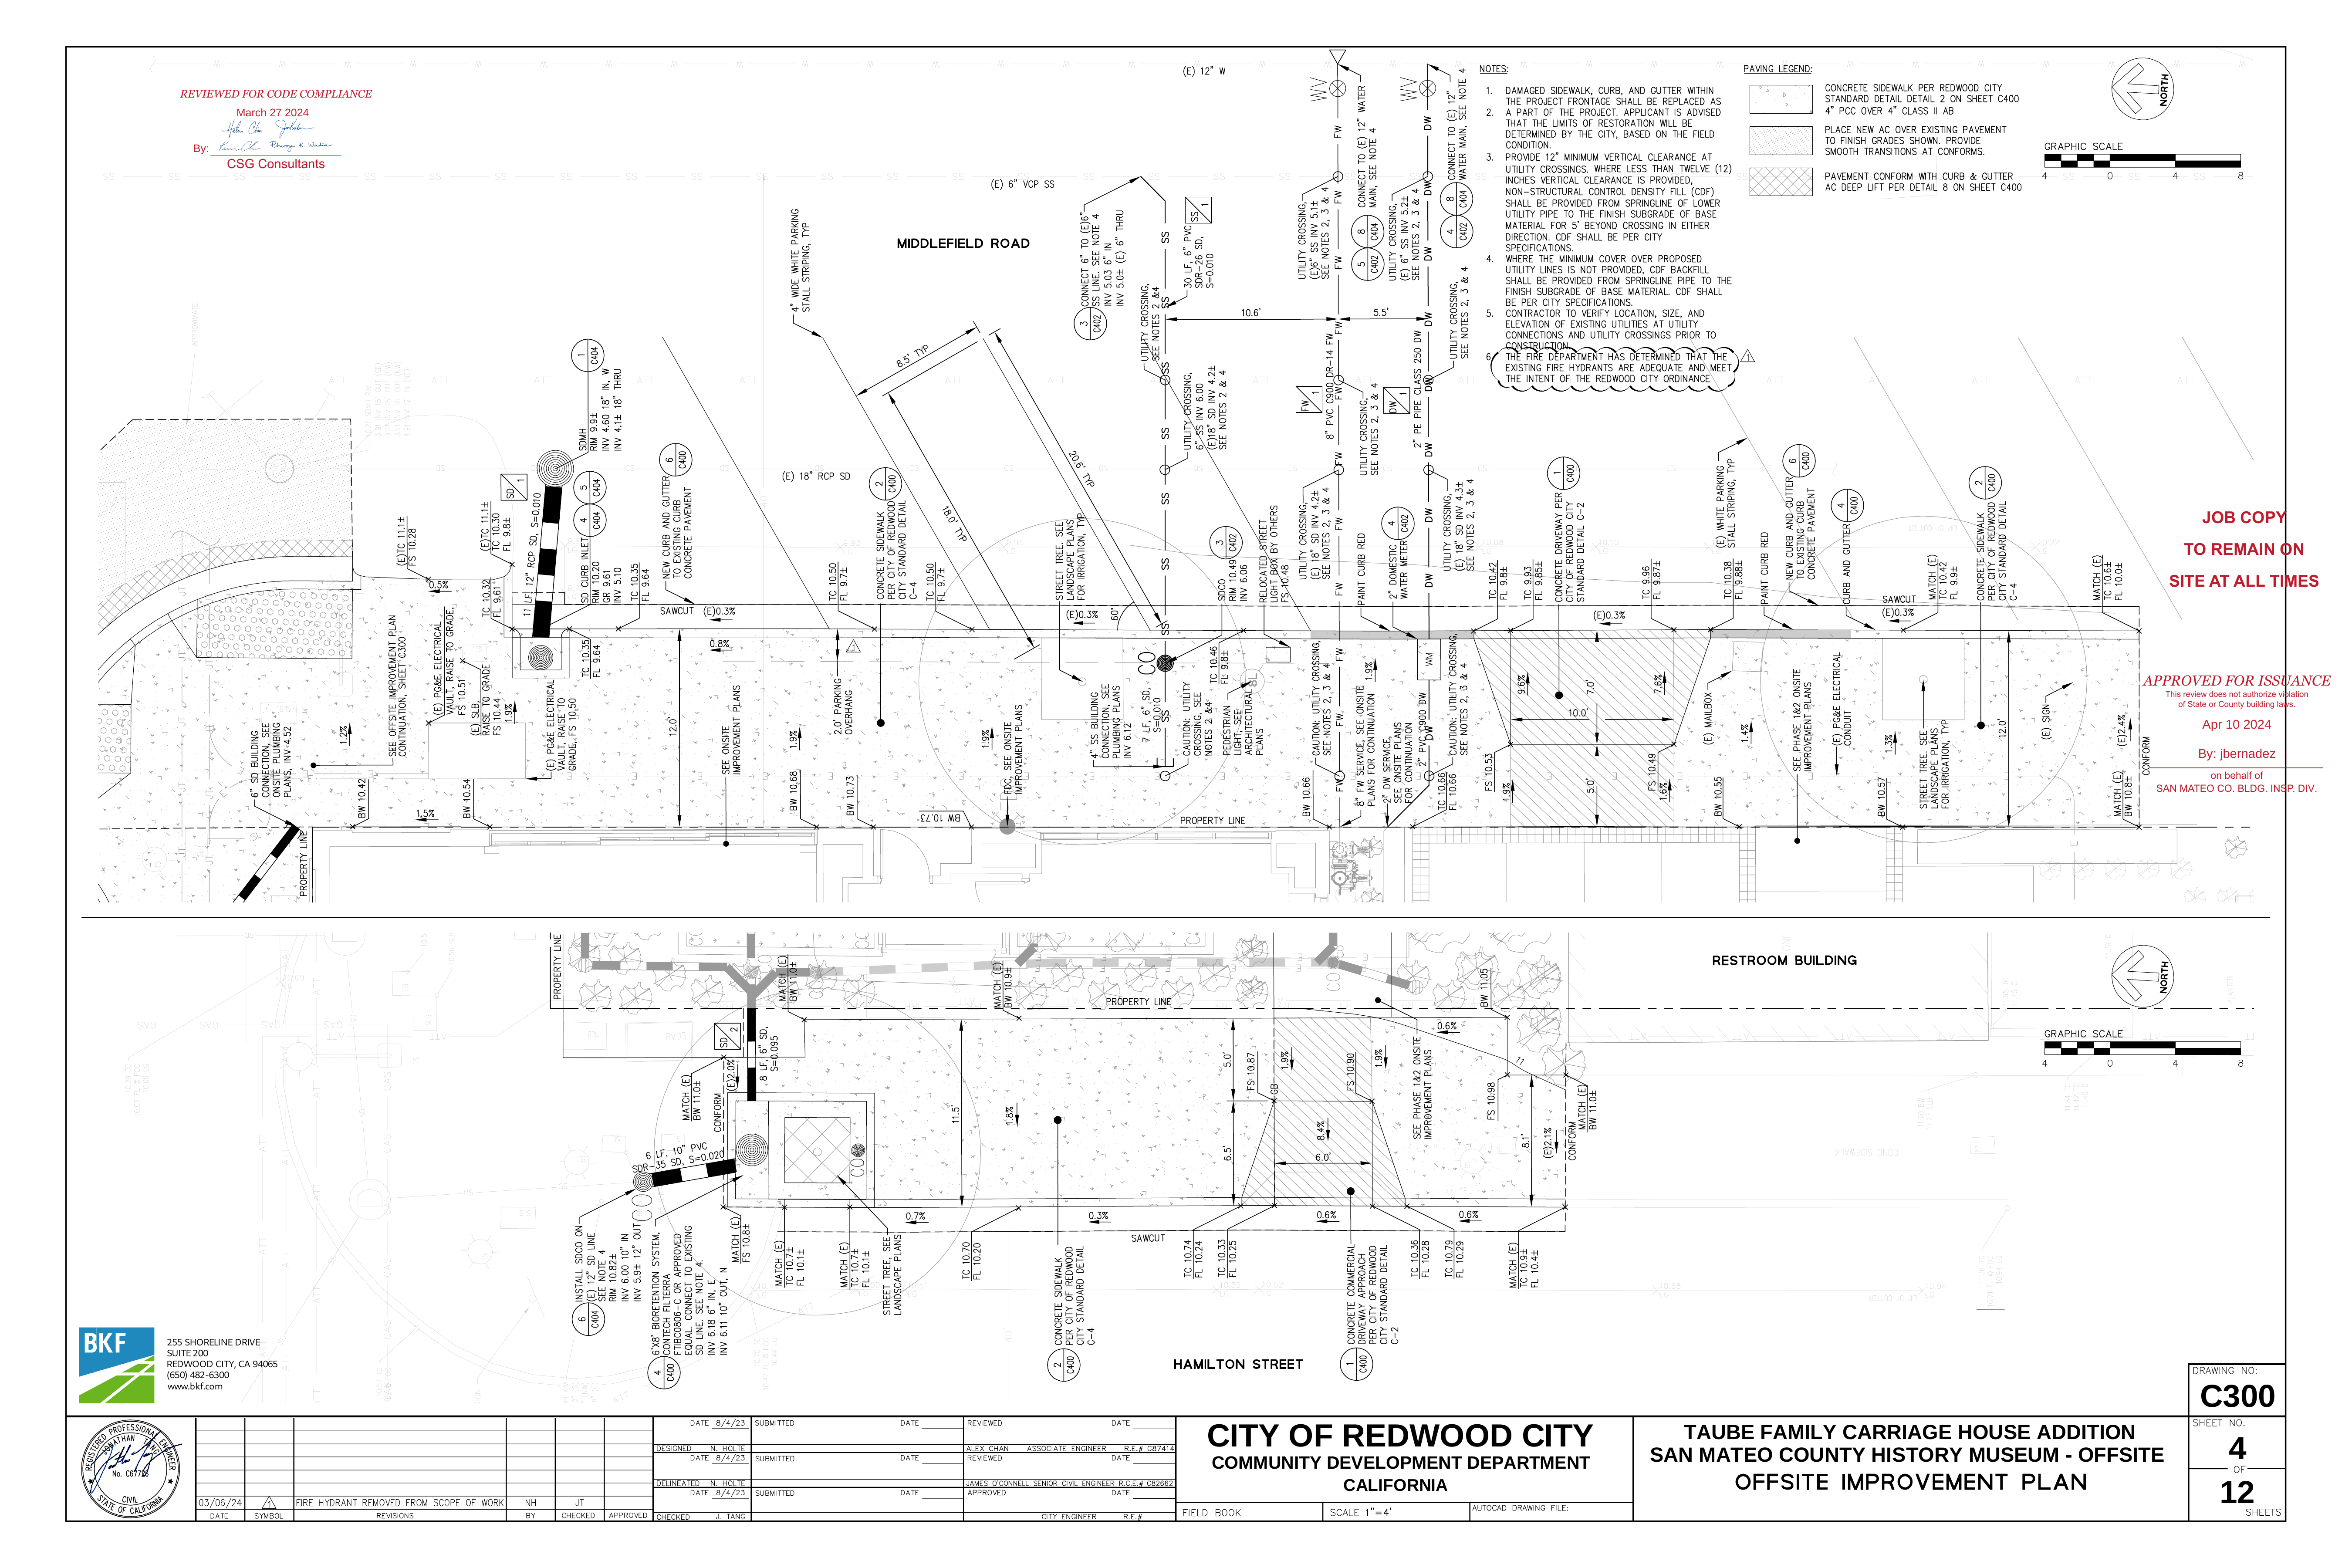 REVIEWED FOR CODE COMPLIANCE
March 27 2024
By:
CSG Consultants
(E) 12" W
(E) 6" VCP SS
MIDDLEFIELD ROAD
4" WIDE WHITE PARKING
STALL STRIPING, TYP
3
C402
CONNECT 6" TO (E)6"
SS LINE. SEE NOTE 4
INV 5.03 6" IN
INV 5.0± (E) 6" THRU
SS
1
30 LF, 6" PVC
SDR-26 SD,
S=0.010
UTILITY CROSSING,
SEE NOTES 2 &4
UTILITY CROSSING,
6" SS INV 6.00
(E)18" SD INV 4.2±
SEE NOTES 2 & 4
UTILITY CROSSING,
(E)6" SS INV 5.1±
SEE NOTES 2, 3 & 4
CONNECT TO (E) 12" WATER
MAIN, SEE NOTE 4
5
C402
8
C404
UTILITY CROSSING,
(E) 6" SS INV 5.2±
SEE NOTES 2, 3 & 4
CONNECT TO (E) 12"
WATER MAIN, SEE NOTE 4
4
C402
8
C404
UTILITY CROSSING,
SEE NOTES 2, 3 & 4
10.6'
5.5'
FW
1
8" PVC C900 DR-14 FW
UTILITY CROSSING,
SEE NOTES 2, 3 & 4
DW
1
2" PE PIPE CLASS 250 DW
NOTES:
1. DAMAGED SIDEWALK, CURB, AND GUTTER WITHIN
THE PROJECT FRONTAGE SHALL BE REPLACED AS
2. A PART OF THE PROJECT. APPLICANT IS ADVISED
THAT THE LIMITS OF RESTORATION WILL BE
DETERMINED BY THE CITY, BASED ON THE FIELD
CONDITION.
3. PROVIDE 12" MINIMUM VERTICAL CLEARANCE AT
UTILITY CROSSINGS. WHERE LESS THAN TWELVE (12)
INCHES VERTICAL CLEARANCE IS PROVIDED,
NON-STRUCTURAL CONTROL DENSITY FILL (CDF)
SHALL BE PROVIDED FROM SPRINGLINE OF LOWER
UTILITY PIPE TO THE FINISH SUBGRADE OF BASE
MATERIAL FOR 5' BEYOND CROSSING IN EITHER
DIRECTION. CDF SHALL BE PER CITY
SPECIFICATIONS.
4. WHERE THE MINIMUM COVER OVER PROPOSED
UTILITY LINES IS NOT PROVIDED, CDF BACKFILL
SHALL BE PROVIDED FROM SPRINGLINE PIPE TO THE
FINISH SUBGRADE OF BASE MATERIAL. CDF SHALL
BE PER CITY SPECIFICATIONS.
5. CONTRACTOR TO VERIFY LOCATION, SIZE, AND
ELEVATION OF EXISTING UTILITIES AT UTILITY
CONNECTIONS AND UTILITY CROSSINGS PRIOR TO
CONSTRUCTION.
6 THE FIRE DEPARTMENT HAS DETERMINED THAT THE
EXISTING FIRE HYDRANTS ARE ADEQUATE AND MEET
THE INTENT OF THE REDWOOD CITY ORDINANCE
1
PAVING LEGEND:
CONCRETE SIDEWALK PER REDWOOD CITY
STANDARD DETAIL DETAIL 2 ON SHEET C400
4" PCC OVER 4" CLASS II AB
PLACE NEW AC OVER EXISTING PAVEMENT
TO FINISH GRADES SHOWN. PROVIDE
SMOOTH TRANSITIONS AT CONFORMS.
PAVEMENT CONFORM WITH CURB & GUTTER
AC DEEP LIFT PER DETAIL 8 ON SHEET C400
NORTH
GRAPHIC SCALE
4 0 4 8
1
C404
SDMH
RIM 9.9±
INV 4.60 18" IN, W
INV 4.1± 18" THRU
SD
1
11 LF, 12" RCP SD, S=0.010
4
C404
5
C404
SD CURB INLET
RIM 10.20
GR 9.61
INV 5.10
6
C400
NEW CURB AND GUTTER
TO EXISTING CURB
CONCRETE PAVEMENT
(E) 18" RCP SD
2
C400
CONCRETE SIDEWALK
PER CITY OF REDWOOD
CITY STANDARD DETAIL
C-4
8.5' TYP
18.0' TYP
20.6' TYP
60°
(E)TC 11.1±
FS 10.28
(E)TC 11.1±
TC 10.30
FL 9.8±
0.5%
TC 10.32
FL 9.61
TC 10.35
FL 9.64
TC 10.35
FL 9.64
SAWCUT
(E)0.3%
0.8%
TC 10.50
FL 9.7±
TC 10.50
FL 9.7±
STREET TREE. SEE
LANDSCAPE PLANS
FOR IRRIGATION, TYP
(E)0.3%
3
C402
SDCO
RIM 10.49
INV 6.06
TC 10.46
FL 9.8±
RELOCATED STREET
LIGHT BOX BY OTHERS
FS 10.48
UTILITY CROSSING,
(E) 18" SD INV 4.2±
SEE NOTES 2, 3 & 4
PAINT CURB RED
4
C402
2" DOMESTIC
WATER METER
UTILITY CROSSING,
(E) 18" SD INV 4.3±
SEE NOTES 2, 3 & 4
TC 10.42
FL 9.8±
TC 9.93
FL 9.85±
1
C400
CONCRETE DRIVEWAY PER
CITY OF REDWOOD CITY
STANDARD DETAIL C-2
(E)0.3%
TC 9.96
FL 9.87±
(E) WHITE PARKING
STALL STRIPING, TYP
TC 10.38
FL 9.88±
PAINT CURB RED
6
C400
NEW CURB AND GUTTER
TO EXISTING CURB
CONCRETE PAVEMENT
4
C400
CURB AND GUTTER
SAWCUT
(E)0.3%
MATCH (E)
TC 10.42
FL 9.9±
2
C400
CONCRETE SIDEWALK
PER CITY OF REDWOOD
CITY STANDARD DETAIL
C-4
MATCH (E)
TC 10.6±
FL 10.0±
JOB COPY
TO REMAIN ON
SITE AT ALL TIMES
APPROVED FOR ISSUANCE
This review does not authorize violation
of State or County building laws.
Apr 10 2024
By: jbernadez
on behalf of
SAN MATEO CO. BLDG. INSP. DIV.
6" SD BUILDING
CONNECTION, SEE
ONSITE PLUMBING
PLANS, INV 4.52
1.2%
SEE OFFSITE IMPROVEMENT PLAN
CONTINUATION, SHEET C300
(E) PG&E ELECTRICAL
VAULT, RAISE TO GRADE,
FS 10.51
(E) SLB,
RAISE TO GRADE
FS 10.44
1.9%
(E) PG&E ELECTRICAL
VAULT, RAISE TO
GRADE, FS 10.50
12.0'
SEE ONSITE
IMPROVEMENT PLANS
1.9%
2.0' PARKING
OVERHANG
1
1.9%
FDC, SEE ONSITE
IMPROVEMENT PLANS
4" SS BUILDING
CONNECTION, SEE
PLUMBING PLANS
INV 6.12
CO
7 LF, 6" SD,
S=0.010
CAUTION: UTILITY
CROSSING, SEE
NOTES 2 &4
PEDESTRIAN
LIGHT, SEE
ARCHITECTURAL
PLANS
CAUTION: UTILITY CROSSING,
SEE NOTES 2, 3 & 4
8" FW SERVICE, SEE ONSITE
PLANS FOR CONTINUATION
1.9%
2" DW SERVICE,
SEE ONSITE PLANS
FOR CONTINUATION
2" PVC C900 DW
WM
CAUTION: UTILITY CROSSING,
SEE NOTES 2, 3 & 4
TC 10.66
FL 10.66
9.6%
7.0'
7.6%
10.0'
5.0'
FS 10.53
1.9%
FS 10.49
1.6%
(E) MAILBOX
1.4%
SEE PHASE 1&2 ONSITE
IMPROVEMENT PLANS
(E) PG&E ELECTRICAL
CONDUIT
1.3%
STREET TREE. SEE
LANDSCAPE PLANS
FOR IRRIGATION, TYP
12.0'
(E) SIGN
(E)2.4%
CONFORM
BW 10.42
1.5%
BW 10.54
BW 10.68
BW 10.73
BW 10.73
PROPERTY LINE
PROPERTY LINE
BW 10.66
BW 10.55
BW 10.57
MATCH (E)
BW 10.8±
PROPERTY LINE
PROPERTY LINE
RESTROOM BUILDING
NORTH
GRAPHIC SCALE
4 0 4 8
MATCH (E)
BW 11.0±
MATCH (E)
BW 10.9±
BW 11.05
SD
2
8 LF, 6" SD,
S=0.095
MATCH (E)
BW 11.0±
(E)2.0%
CONFORM
11.5'
1.8%
5.0'
6.5'
FS 10.87
1.9%
GB
FS 10.90
1.9%
8.4%
6.0'
SEE PHASE 1&2 ONSITE
IMPROVEMENT PLANS
0.6%
11
FS 10.98
8.1'
(E)2.1%
CONFORM
MATCH (E)
BW 11.0±
6 LF, 10" PVC
SDR-35 SD, S=0.020
CO
CO
6
C404
INSTALL SDCO ON
(E) 12" SD LINE
SEE NOTE 4
RIM 10.82±
INV 6.00 10" IN
INV 5.9± 12" OUT
4
C400
6'X8' BIORETENTION SYSTEM,
CONTECH FILTERRA
FTIBC0806-C OR APPROVED
EQUAL. CONNECT TO EXISTING
SD LINE. SEE NOTE 4.
INV 6.18 6" IN, E
INV 6.11 10" OUT, N
MATCH (E)
FS 10.8±
MATCH (E)
TC 10.7±
FL 10.1±
MATCH (E)
TC 10.7±
FL 10.1±
STREET TREE, SEE
LANDSCAPE PLANS
0.7%
TC 10.70
FL 10.20
0.3%
SAWCUT
2
C400
CONCRETE SIDEWALK
PER CITY OF REDWOOD
CITY STANDARD DETAIL
C-4
TC 10.74
FL 10.24
TC 10.33
FL 10.25
0.6%
1
C400
CONCRETE COMMERCIAL
DRIVEWAY APPROACH
PER CITY OF REDWOOD
CITY STANDARD DETAIL
C-2
TC 10.36
FL 10.28
TC 10.79
FL 10.29
0.6%
MATCH (E)
TC 10.9±
FL 10.4±
HAMILTON STREET
BKF
255 SHORELINE DRIVE
SUITE 200
REDWOOD CITY, CA 94065
(650) 482-6300
www.bkf.com
REGISTERED PROFESSIONAL ENGINEER
JONATHAN TANG
No. C67726
CIVIL
STATE OF CALIFORNIA
03/06/24 1 FIRE HYDRANT REMOVED FROM SCOPE OF WORK NH JT
DATE SYMBOL REVISIONS BY CHECKED APPROVED
DATE 8/4/23 SUBMITTED DATE REVIEWED DATE
DESIGNED N. HOLTE ALEX CHAN ASSOCIATE ENGINEER R.E.# C87414
DATE 8/4/23 SUBMITTED DATE REVIEWED DATE
DELINEATED N. HOLTE JAMES O'CONNELL SENIOR CIVIL ENGINEER R.C.E.# C82662
DATE 8/4/23 SUBMITTED DATE APPROVED DATE
CHECKED J. TANG CITY ENGINEER R.E.#
CITY OF REDWOOD CITY
COMMUNITY DEVELOPMENT DEPARTMENT
CALIFORNIA
FIELD BOOK
SCALE 1"=4'
AUTOCAD DRAWING FILE:
TAUBE FAMILY CARRIAGE HOUSE ADDITION
SAN MATEO COUNTY HISTORY MUSEUM - OFFSITE
OFFSITE IMPROVEMENT PLAN
DRAWING NO:
C300
SHEET NO.
4
OF
12
SHEETS